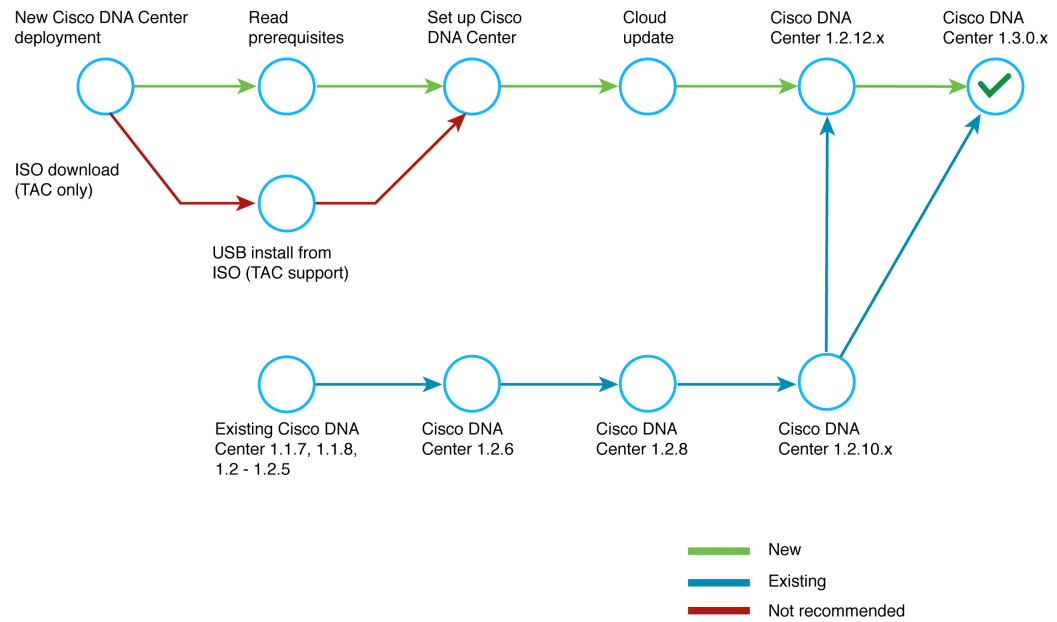 New Cisco DNA Center
deployment
Read
prerequisites
Set up Cisco
DNA Center
Cloud
update
Cisco DNA
Center 1.2.12.x
Cisco DNA
Center 1.3.0.x
ISO download
(TAC only)
USB install from
ISO (TAC support)
Existing Cisco DNA
Center 1.1.7, 1.1.8,
1.2 - 1.2.5
Cisco DNA
Center 1.2.6
Cisco DNA
Center 1.2.8
Cisco DNA
Center 1.2.10.x
New
Existing
Not recommended